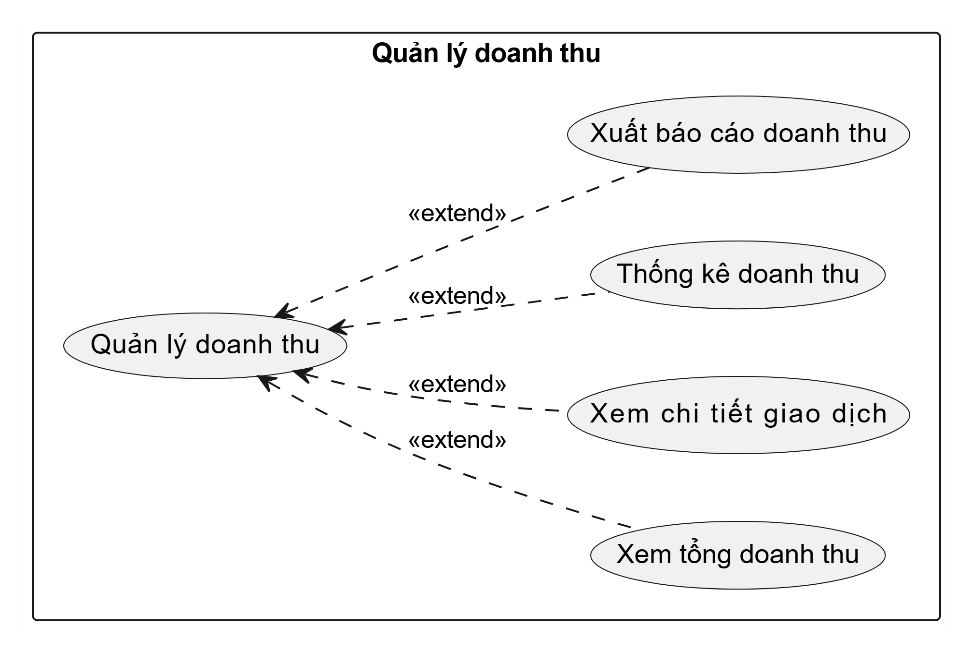 Quản lý doanh thu
Xuất báo cáo doanh thu
«extend»
Thống kê doanh thu
«extend»
Quản lý doanh thu
«extend»
Xem chi tiết giao dịch
«extend»
Xem tổng doanh thu